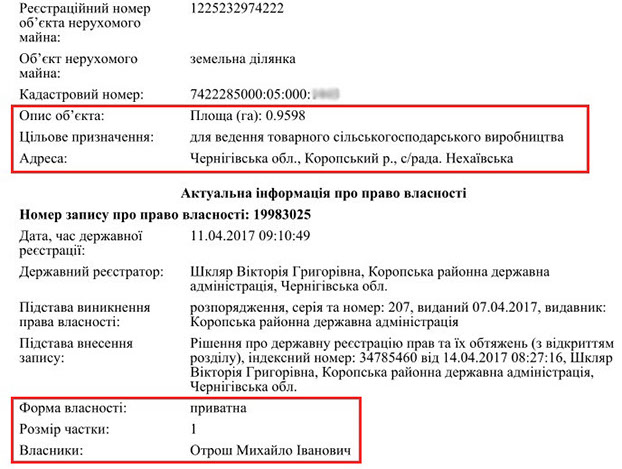 Реєстраційний номер 1225232974222
об’єкта нерухомого
майна:
Об’єкт нерухомого земельна ділянка
майна:
Кадастровий номер: 7422285000:05:000:
Опис об’єкта: Площа (га): 0.9598
Цільове призначення: для ведення товарного сільськогосподарського виробництва
Адреса: Чернігівська обл., Коропський р., с/рада. Нехаївська
Актуальна інформація про право власності
Номер запису про право власності: 19983025
Дата, час державної 11.04.2017 09:10:49
реєстрації:
Державний реєстратор: Шкляр Вікторія Григорівна, Коропська районна державна
адміністрація, Чернігівська обл.
Підстава виникнення розпорядження, серія та номер: 207, виданий 07.04.2017, видавник:
права власності: Коропська районна державна адміністрація
Підстава внесення Рішення про державну реєстрацію прав та їх обтяжень (з відкриттям
запису: розділу), індексний номер: 34785460 від 14.04.2017 08:27:16, Шкляр
Вікторія Григорівна, Коропська районна державна адміністрація,
Чернігівська обл.
Форма власності: приватна
Розмір частки: 1
Власники: Отрош Михайло Іванович